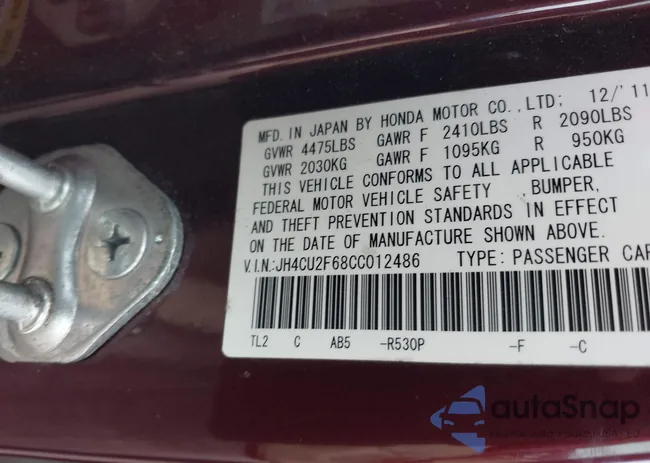 MFD. IN JAPAN BY HONDA MOTOR CO.,LTD; 12/'11
GVWR 4475LBS GAWR F 2410LBS R 2090LBS
GVWR 2030KG GAWR F 1095KG R 950KG
THIS VEHICLE CONFORMS TO ALL APPLICABLE
FEDERAL MOTOR VEHICLE SAFETY ,BUMPER,
AND THEFT PREVENTION STANDARDS IN EFFECT
ON THE DATE OF MANUFACTURE SHOWN ABOVE.
V.I.N.:JH4CU2F68CC012486 TYPE: PASSENGER CAR
TL2 C AB5 -R530P -F -C
autoSnap